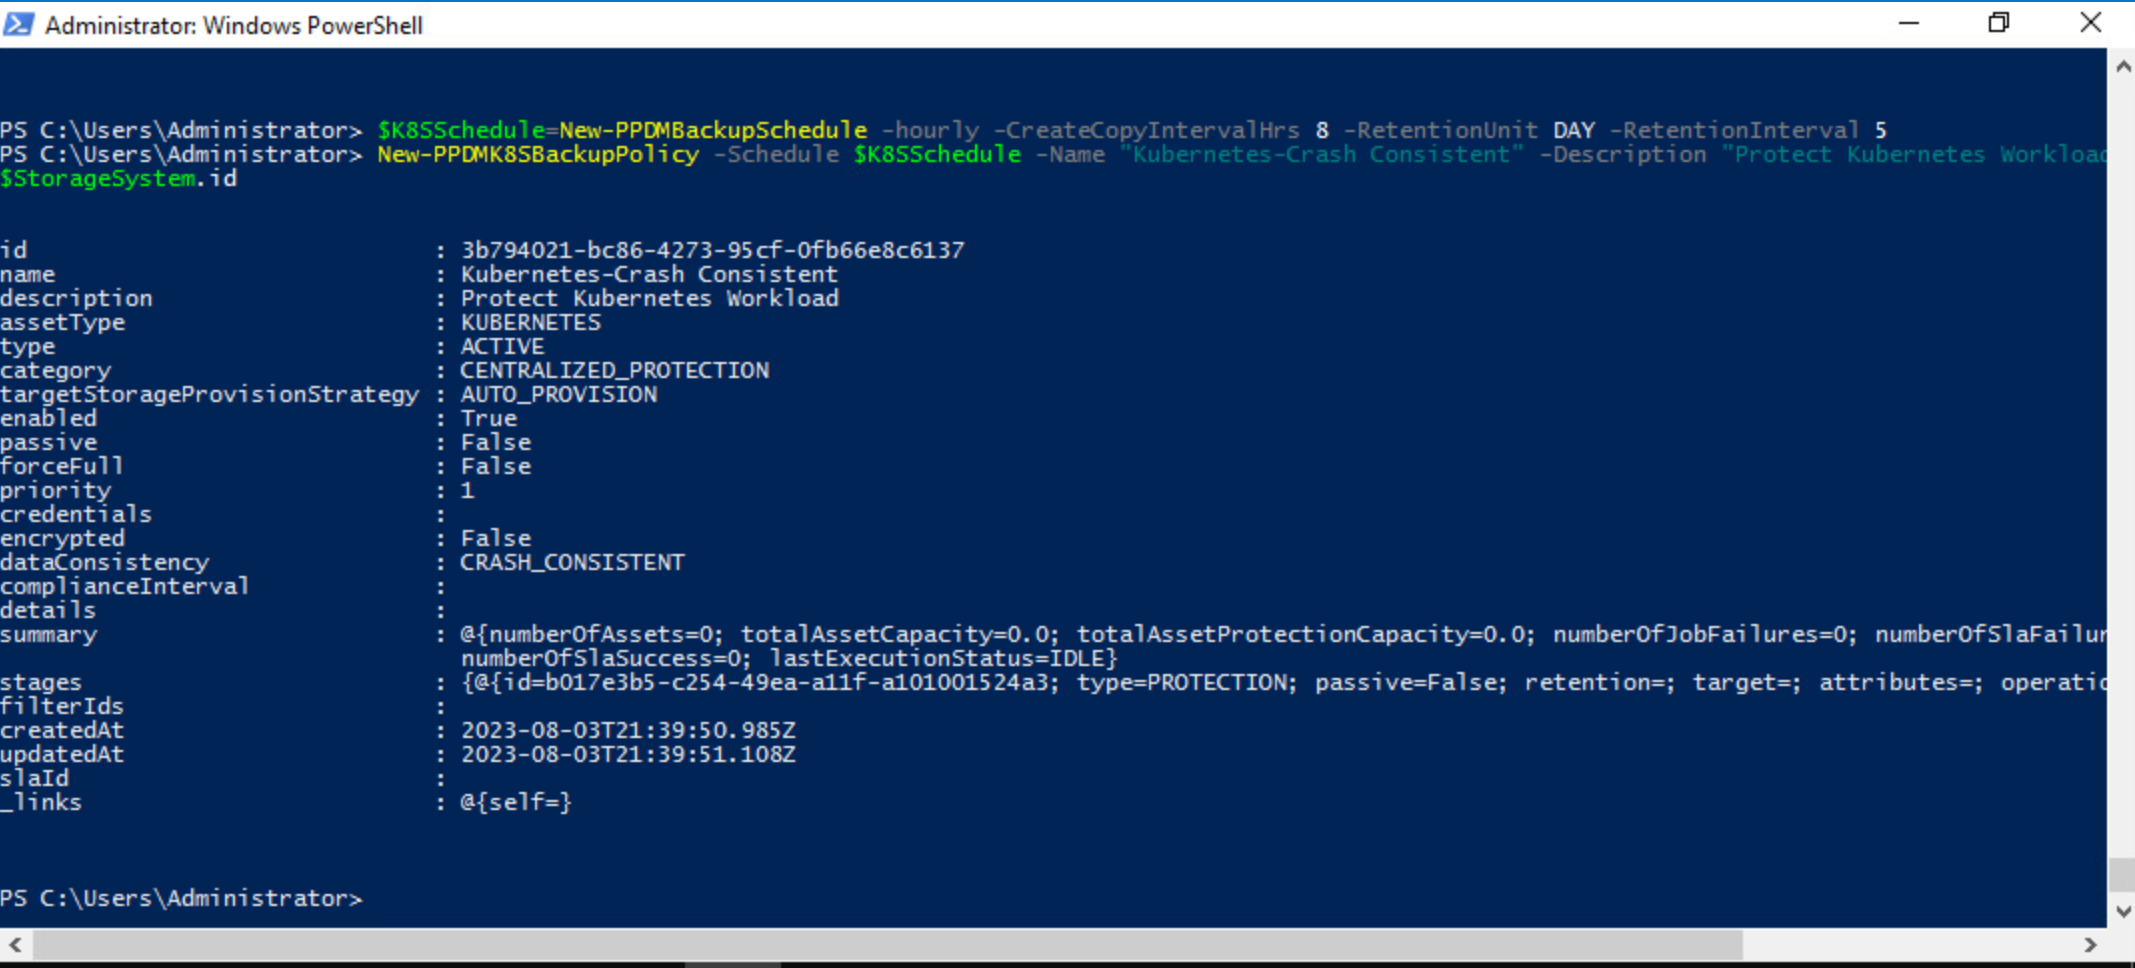 Administrator: Windows PowerShell
PS C:\Users\Administrator> $K8SSchedule=New-PPDMBackupSchedule -hourly -CreateCopyIntervalHrs 8 -RetentionUnit DAY -RetentionInterval 5
PS C:\Users\Administrator> New-PPDMK8SBackupPolicy -Schedule $K8SSchedule -Name "Kubernetes-Crash Consistent" -Description "Protect Kubernetes Workload
$StorageSystem.id
id : 3b794021-bc86-4273-95cf-0fb66e8c6137
name : Kubernetes-Crash Consistent
description : Protect Kubernetes Workload
assetType : KUBERNETES
type : ACTIVE
category : CENTRALIZED_PROTECTION
targetStorageProvisionStrategy : AUTO_PROVISION
enabled : True
passive : False
forceFull : False
priority : 1
credentials :
encrypted : False
dataConsistency : CRASH_CONSISTENT
complianceInterval :
details :
summary : @{numberOfAssets=0; totalAssetCapacity=0.0; totalAssetProtectionCapacity=0.0; numberOfJobFailures=0; numberOfSlaFailur
numberOfSlaSuccess=0; lastExecutionStatus=IDLE}
stages : {@{id=b017e3b5-c254-49ea-a11f-a101001524a3; type=PROTECTION; passive=False; retention=; target=; attributes=; operatio
filterIds :
createdAt : 2023-08-03T21:39:50.985Z
updatedAt : 2023-08-03T21:39:51.108Z
slaId :
_links : @{self=}
PS C:\Users\Administrator>